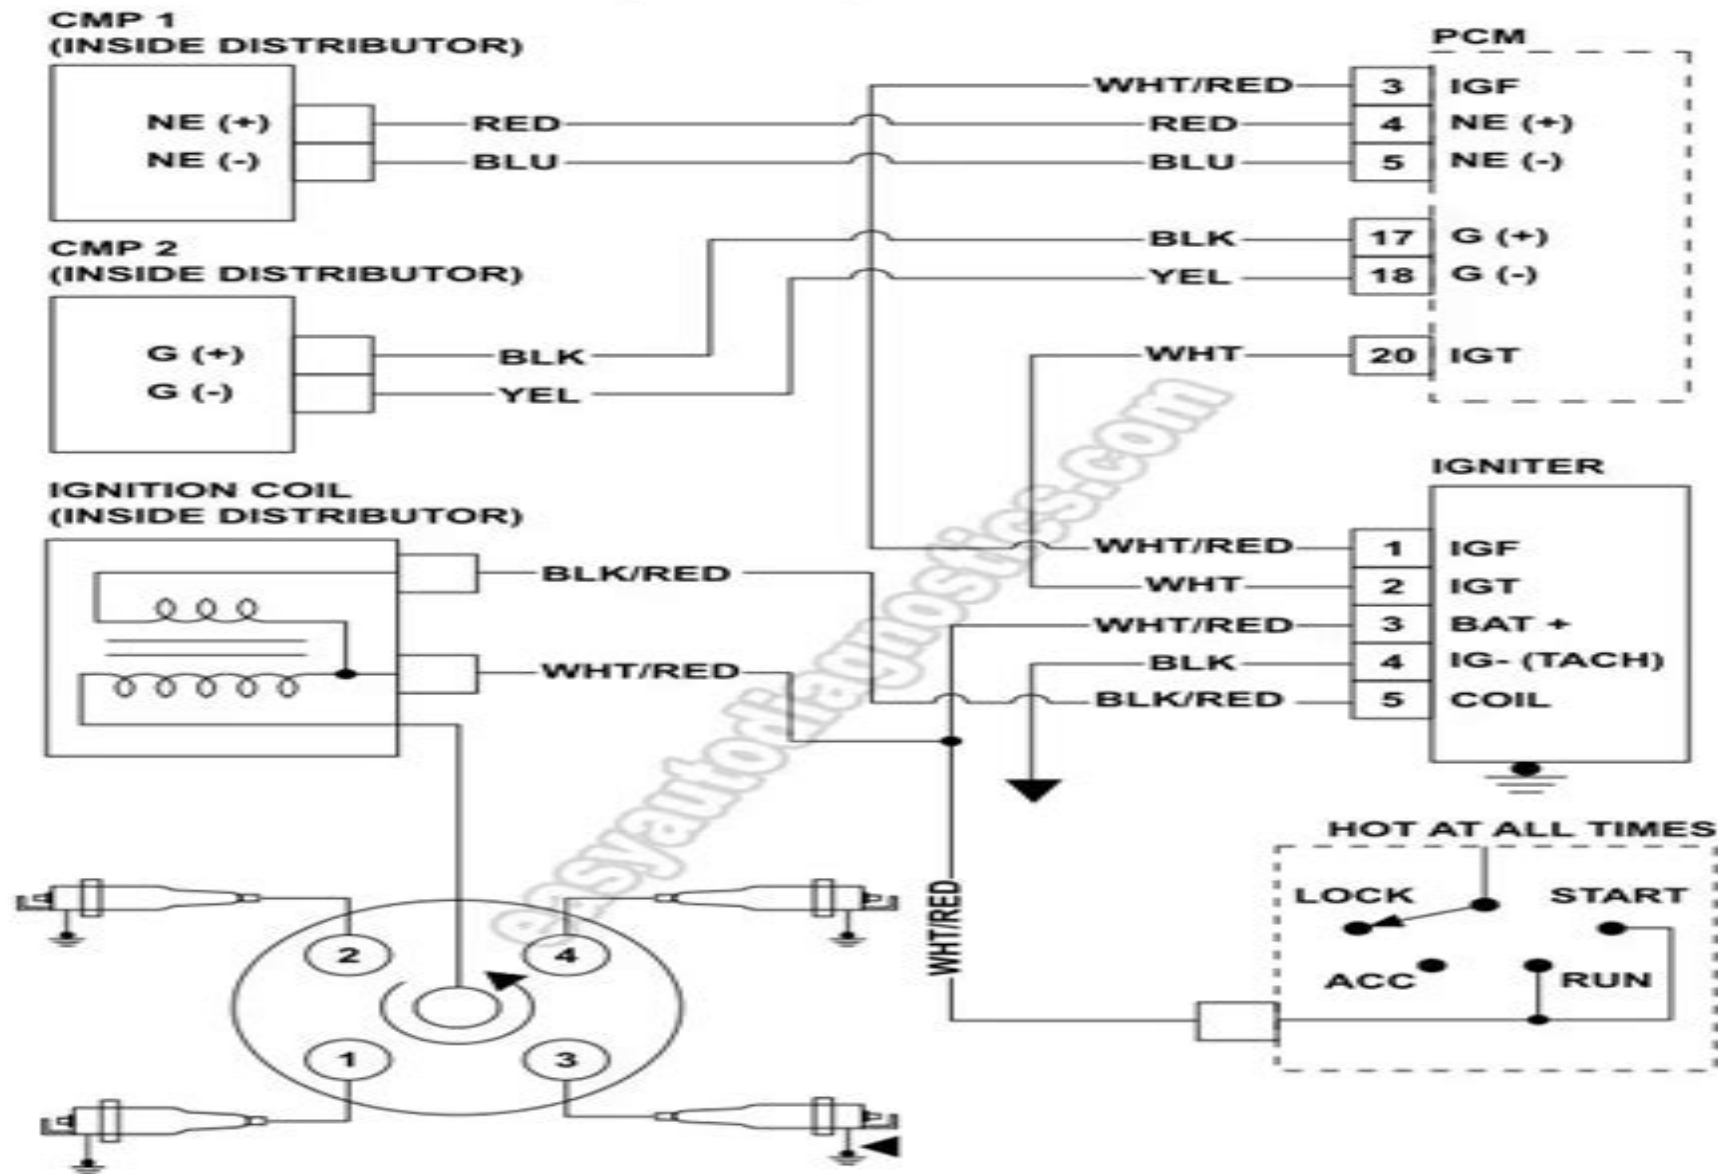 CMP 1
(INSIDE DISTRIBUTOR)
NE (+)
NE (-)
RED
BLU
CMP 2
(INSIDE DISTRIBUTOR)
G (+)
G (-)
BLK
YEL
PCM
WHT/RED 3 IGF
RED 4 NE (+)
BLU 5 NE (-)
BLK 17 G (+)
YEL 18 G (-)
WHT 20 IGT
IGNITION COIL
(INSIDE DISTRIBUTOR)
BLK/RED
WHT/RED
IGNITER
WHT/RED 1 IGF
WHT 2 IGT
WHT/RED 3 BAT +
BLK 4 IG- (TACH)
BLK/RED 5 COIL
easyautodiagnostics.com
HOT AT ALL TIMES
LOCK START
ACC RUN
WHT/RED
2 4
1 3